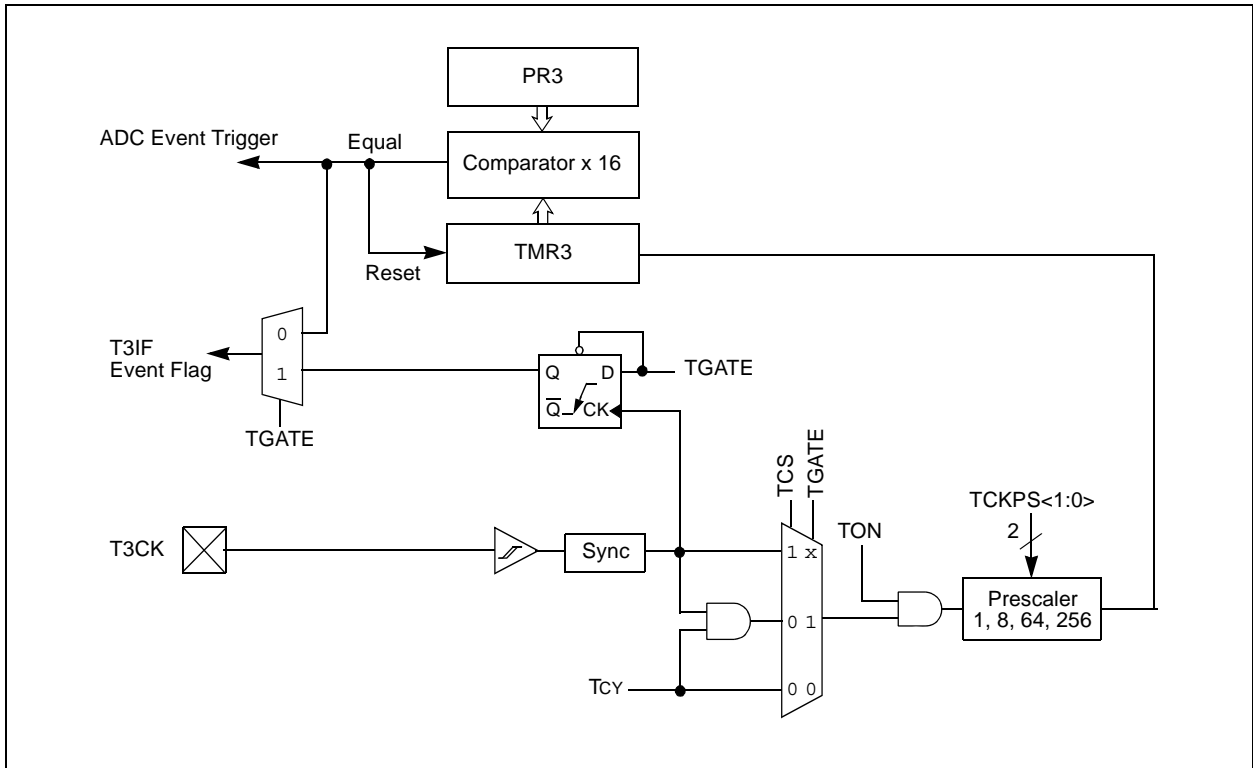 PR3
ADC Event Trigger
Equal
Comparator x 16
TMR3
Reset
0
T3IF
Event Flag
1
TGATE
Q
D
TGATE
Q̅
CK
TCS
TGATE
TCKPS<1:0>
2
T3CK
Sync
1 x
TON
Prescaler
1, 8, 64, 256
0 1
TCY
0 0